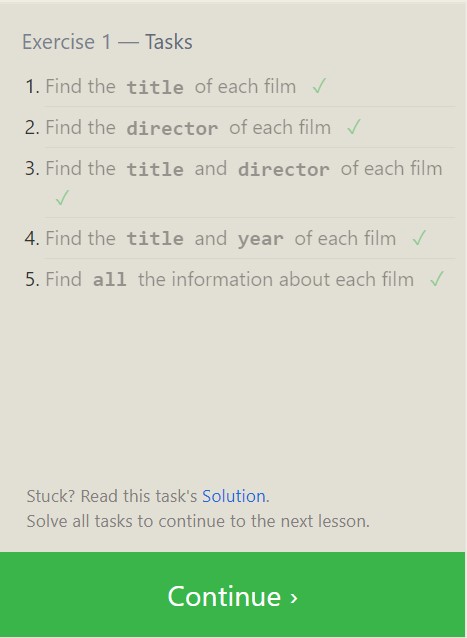 Exercise 1 — Tasks
1. Find the title of each film ✓
2. Find the director of each film ✓
3. Find the title and director of each film
✓
4. Find the title and year of each film ✓
5. Find all the information about each film ✓
Stuck? Read this task's Solution.
Solve all tasks to continue to the next lesson.
Continue ›